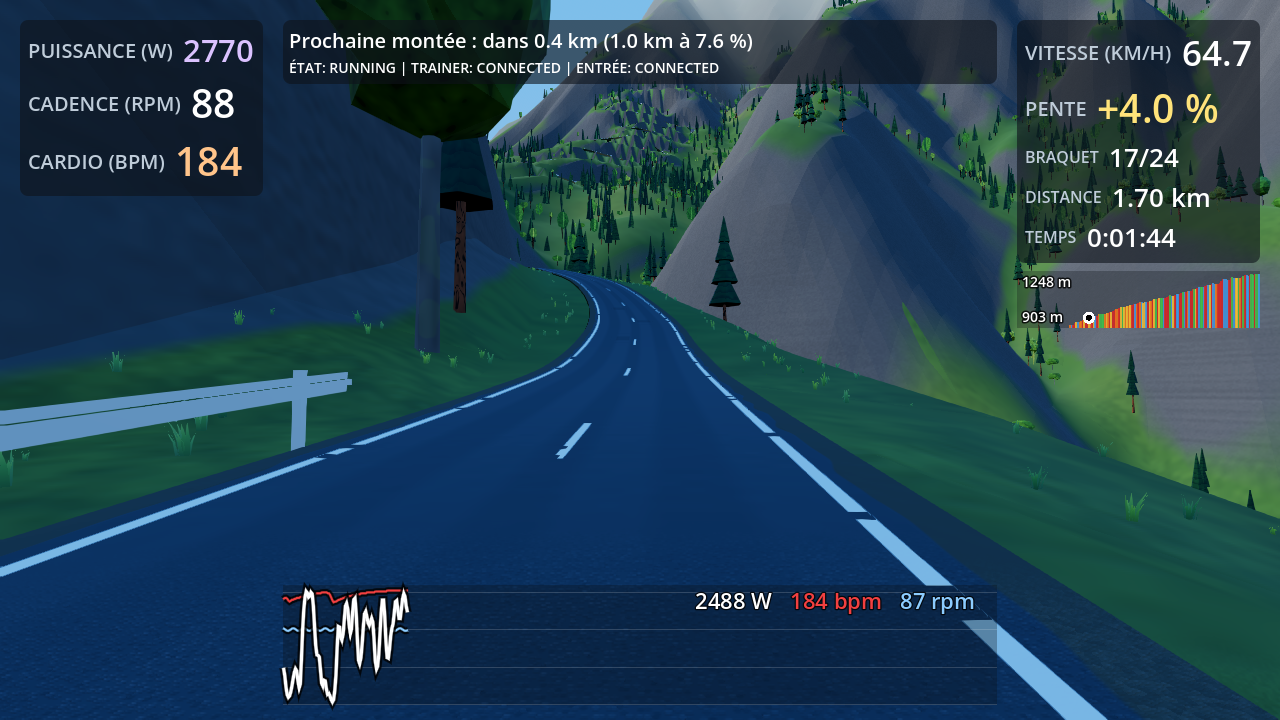 PUISSANCE (W) 2770
CADENCE (RPM) 88
CARDIO (BPM) 184
Prochaine montée : dans 0.4 km (1.0 km à 7.6 %)
ÉTAT: RUNNING | TRAINER: CONNECTED | ENTRÉE: CONNECTED
VITESSE (KM/H) 64.7
PENTE +4.0 %
BRAQUET 17/24
DISTANCE 1.70 km
TEMPS 0:01:44
1248 m
903 m
2488 W 184 bpm 87 rpm